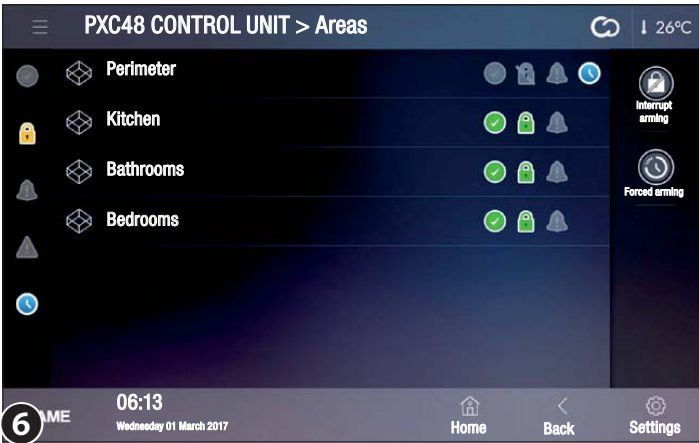 PXC48 CONTROL UNIT > Areas
26°C
Perimeter
Kitchen
Bathrooms
Bedrooms
Interrupt
arming
Forced arming
6
AME
06:13
Wednesday 01 March 2017
Home
Back
Settings